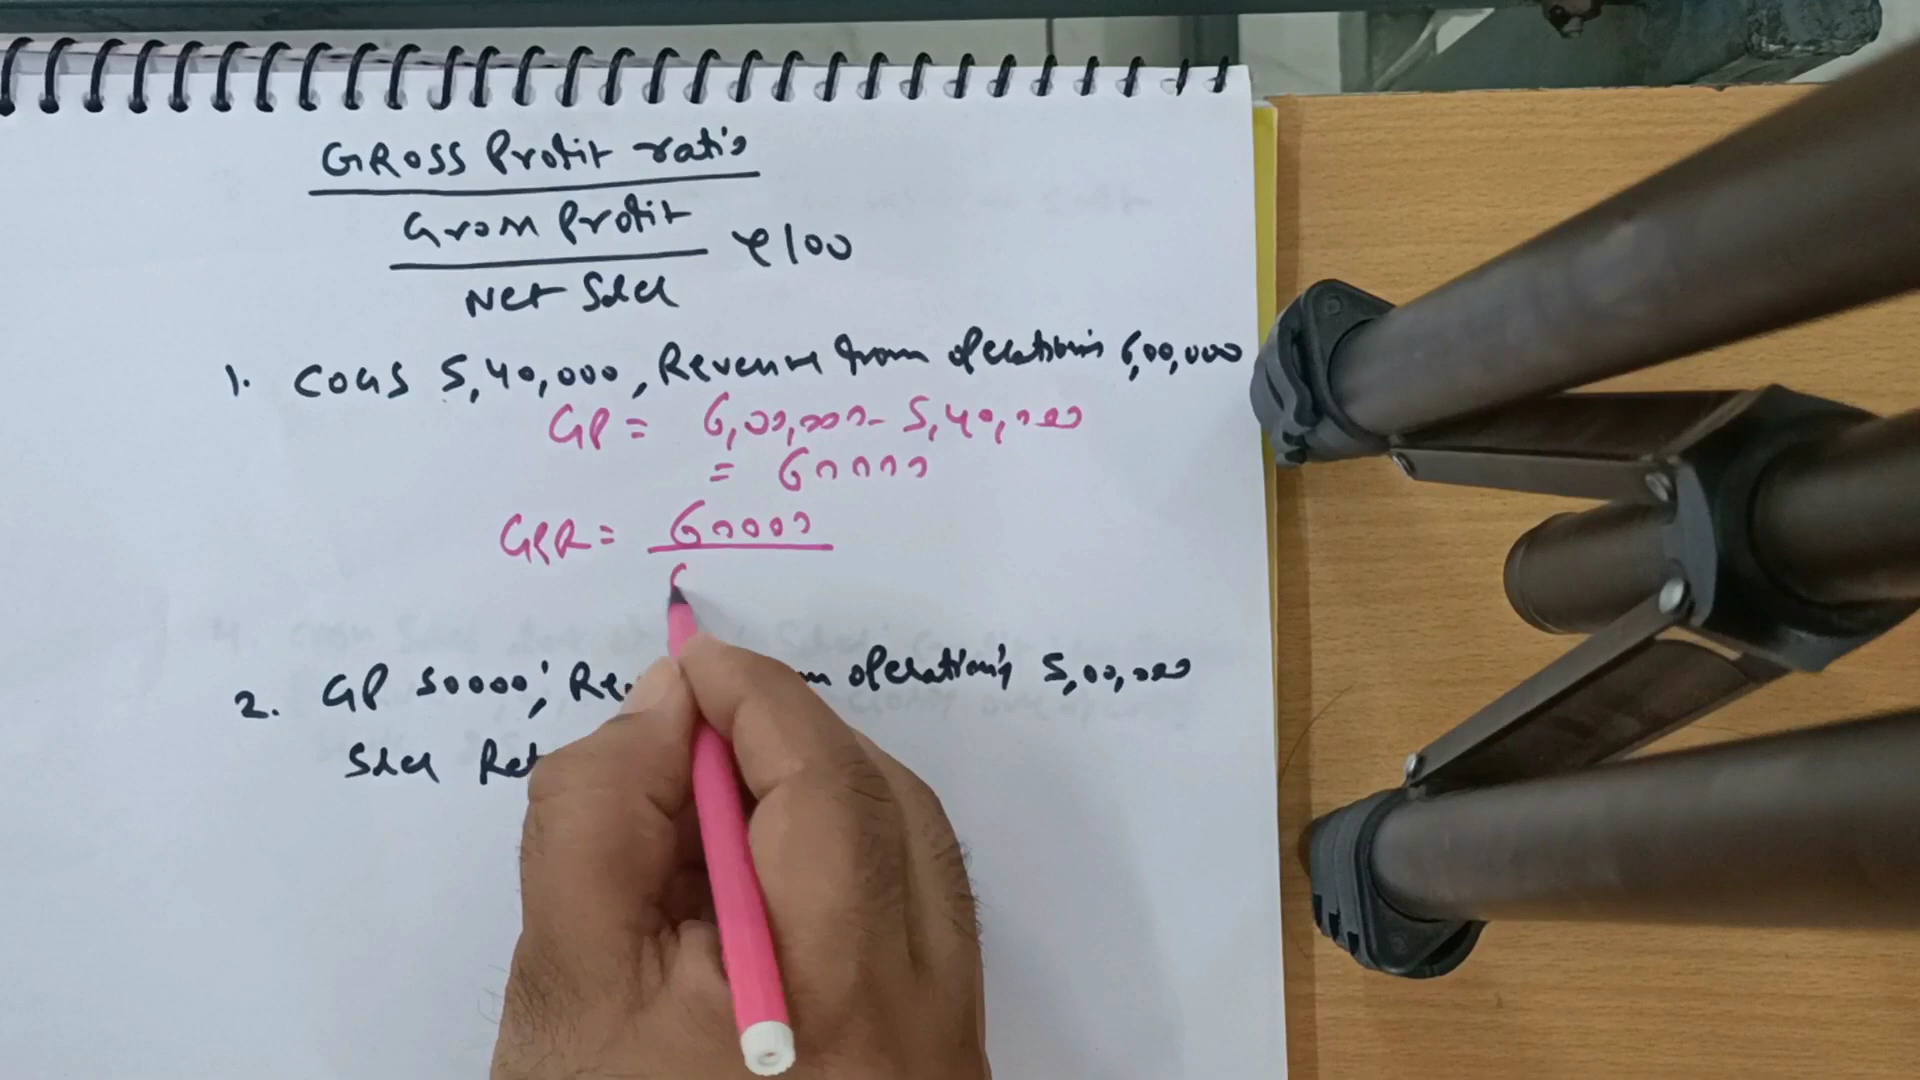 GROSS Profit ratio
Gross Profit
Net Sales
x100
1. COGS 5,40,000, Revenue from operations 6,00,000
GP = 6,00,000 - 5,40,000
= 60000
GPR = 60000
6
2. GP 50000; Re m operations 5,00,000
Sales Ret